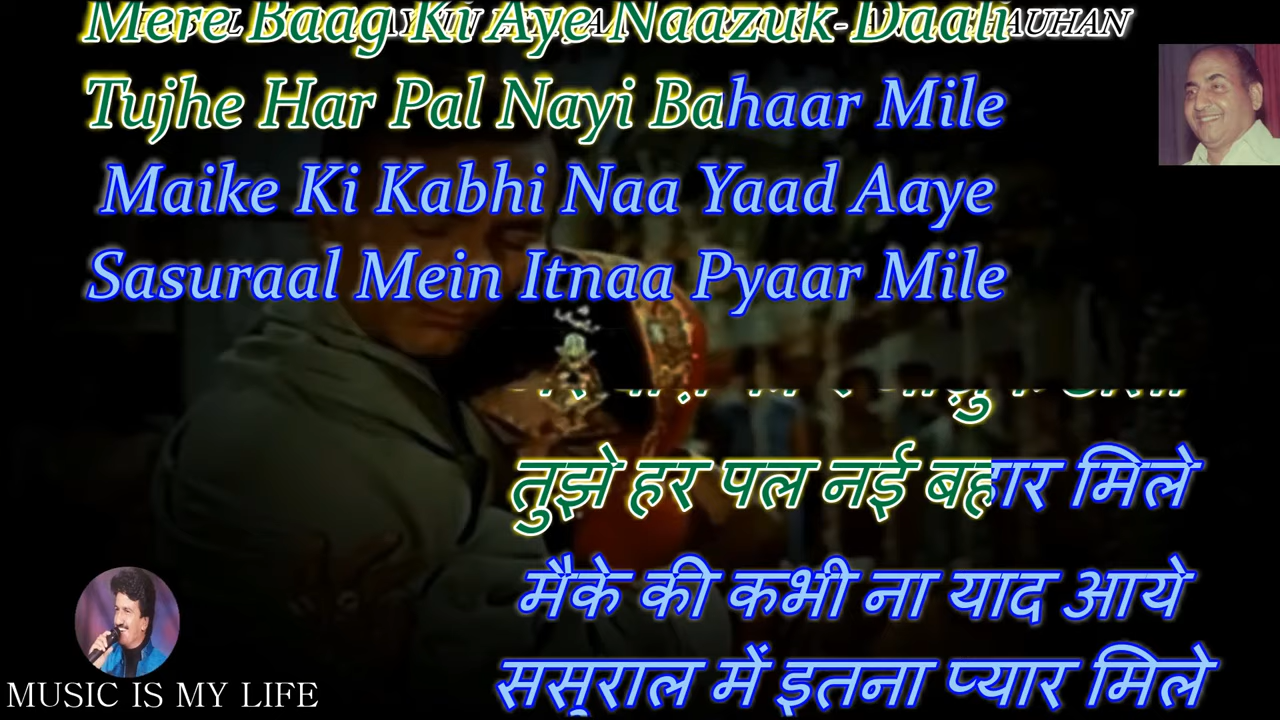 Mere Baag Ki Aye Naazuk Daali
Tujhe Har Pal Nayi Bahaar Mile
Maike Ki Kabhi Naa Yaad Aaye
Sasuraal Mein Itnaa Pyaar Mile
तुझे हर पल नई बहार मिले
मैके की कभी ना याद आये
ससुराल में इतना प्यार मिले
MUSIC IS MY LIFE